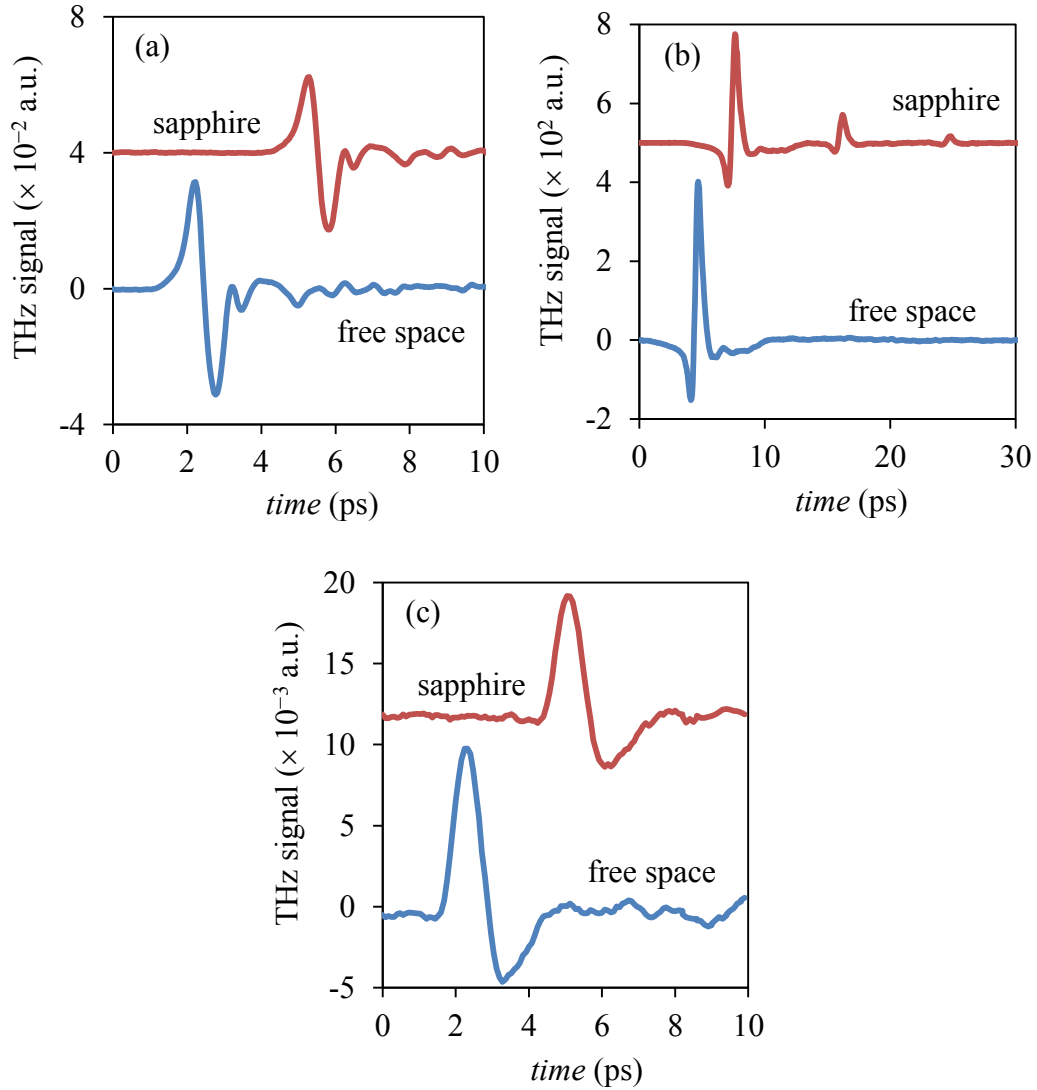 (a)
THz signal (× 10⁻² a.u.)
8
4
0
-4
sapphire
free space
0 2 4 6 8 10
time (ps)
(b)
THz signal (× 10² a.u.)
8
6
4
2
0
-2
sapphire
free space
0 10 20 30
time (ps)
(c)
THz signal (× 10⁻³ a.u.)
20
15
10
5
0
-5
sapphire
free space
0 2 4 6 8 10
time (ps)